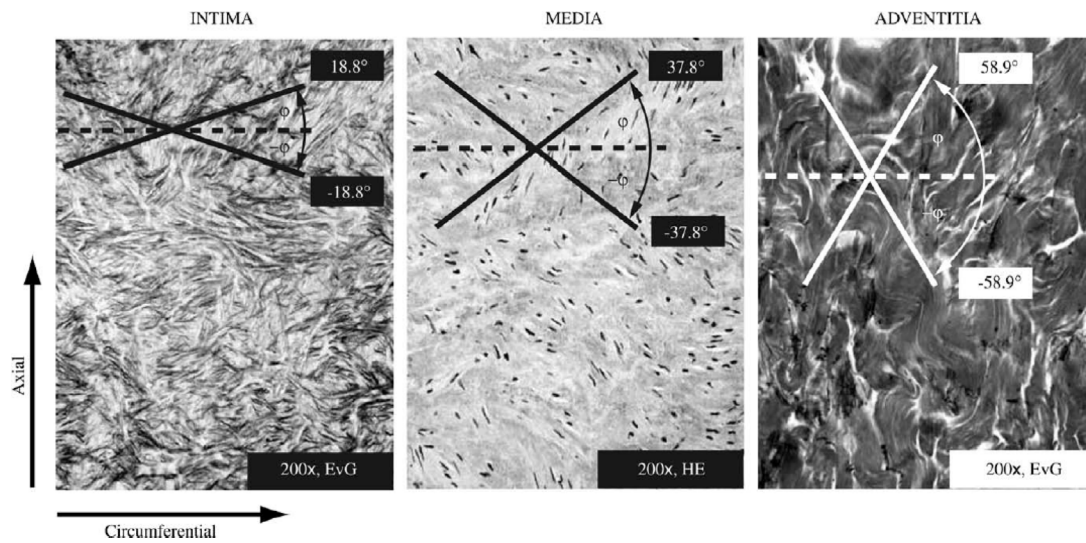 INTIMA
MEDIA
ADVENTITIA
18.8°
φ
-φ
-18.8°
37.8°
φ
-φ
-37.8°
58.9°
φ
-φ
-58.9°
200x, EvG
200x, HE
200x, EvG
Axial
Circumferential